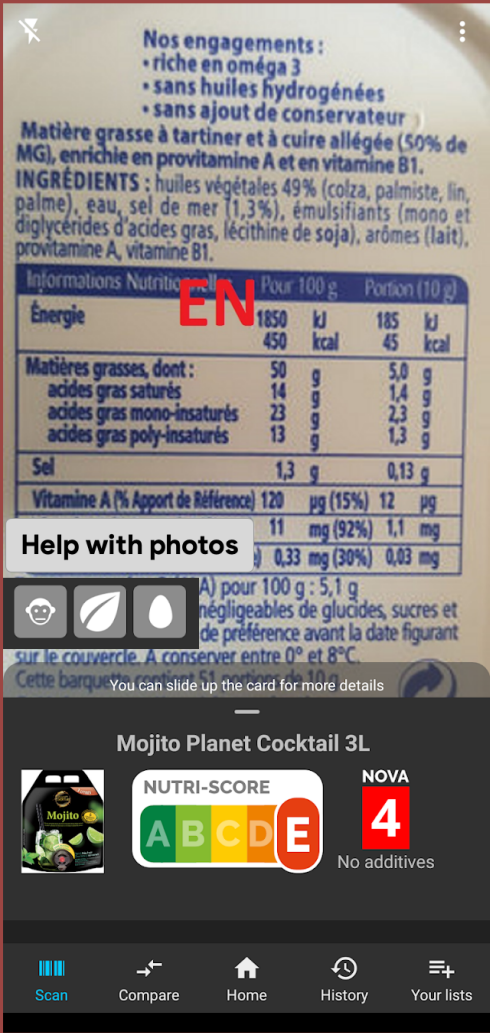 Nos engagements :
• riche en oméga 3
• sans huiles hydrogénées
• sans ajout de conservateur
Matière grasse à tartiner et à cuire allégée (50% de
MG), enrichie en provitamine A et en vitamine B1.
INGRÉDIENTS : huiles végétales 49% (colza, palmiste, lin,
palme), eau, sel de mer (1,3%), émulsifiants (mono et
diglycérides d'acides gras, lécithine de soja), arômes (lait),
provitamine A, vitamine B1.
Informations Pour 100 g Portion (10 g)
EN
Énergie 1850 kJ 185 kJ
450 kcal 45 kcal
Matières grasses, dont : 50 g 5,0 g
acides gras saturés 14 g 1,4 g
acides gras mono-insaturés 23 g 2,3 g
acides gras poly-insaturés 13 g 1,3 g
Sel 1,3 g 0,13 g
Vitamine A (% Apport de Référence) 120 µg (15%) 12 µg
11 mg (92%) 1,1 mg
0,33 mg (30%) 0,03 mg
Help with photos
A) pour 100 g : 5,1 g
négligeables de glucides, sucres et
de préférence avant la date figurant
sur le couvercle. A conserver entre 0° et 8°C.
Cette barquette contient 51 portions de 10 g
You can slide up the card for more details
Mojito Planet Cocktail 3L
Mojito
NUTRI-SCORE
A B C D E
NOVA
4
No additives
Scan Compare Home History Your lists